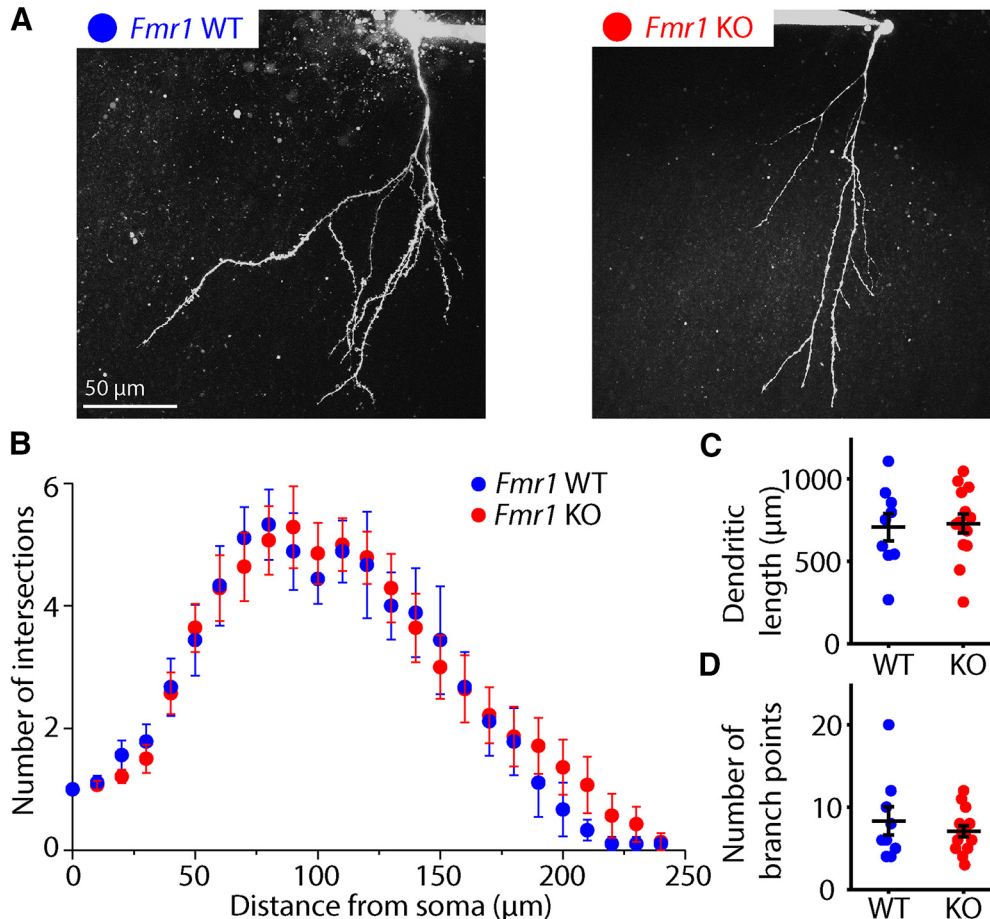 A
Fmr1 WT
Fmr1 KO
50 μm
B
6
4
2
0
Number of intersections
Fmr1 WT
Fmr1 KO
0
50
100
150
200
250
Distance from soma (μm)
C
1000
500
0
Dendritic
length (μm)
WT
KO
D
20
10
0
Number of
branch points
WT
KO